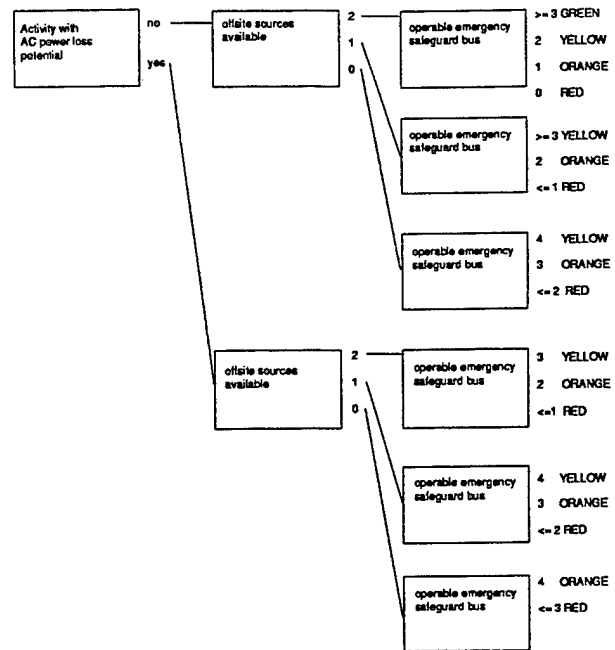 Activity with
AC power loss
potential
no
yes
offsite sources
available
2
1
0
operable emergency
safeguard bus
>= 3 GREEN
2 YELLOW
1 ORANGE
0 RED
operable emergency
safeguard bus
>= 3 YELLOW
2 ORANGE
<= 1 RED
operable emergency
safeguard bus
4 YELLOW
3 ORANGE
<= 2 RED
offsite sources
available
2
1
0
operable emergency
safeguard bus
3 YELLOW
2 ORANGE
<=1 RED
operable emergency
safeguard bus
4 YELLOW
3 ORANGE
<= 2 RED
operable emergency
safeguard bus
4 ORANGE
<= 3 RED